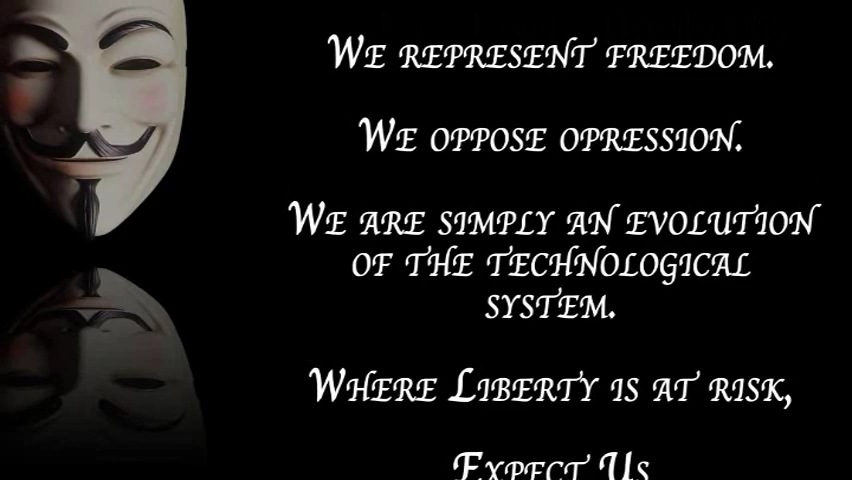 We represent freedom.
We oppose opression.
We are simply an evolution
of the technological
system.
Where Liberty is at risk,
Expect Us